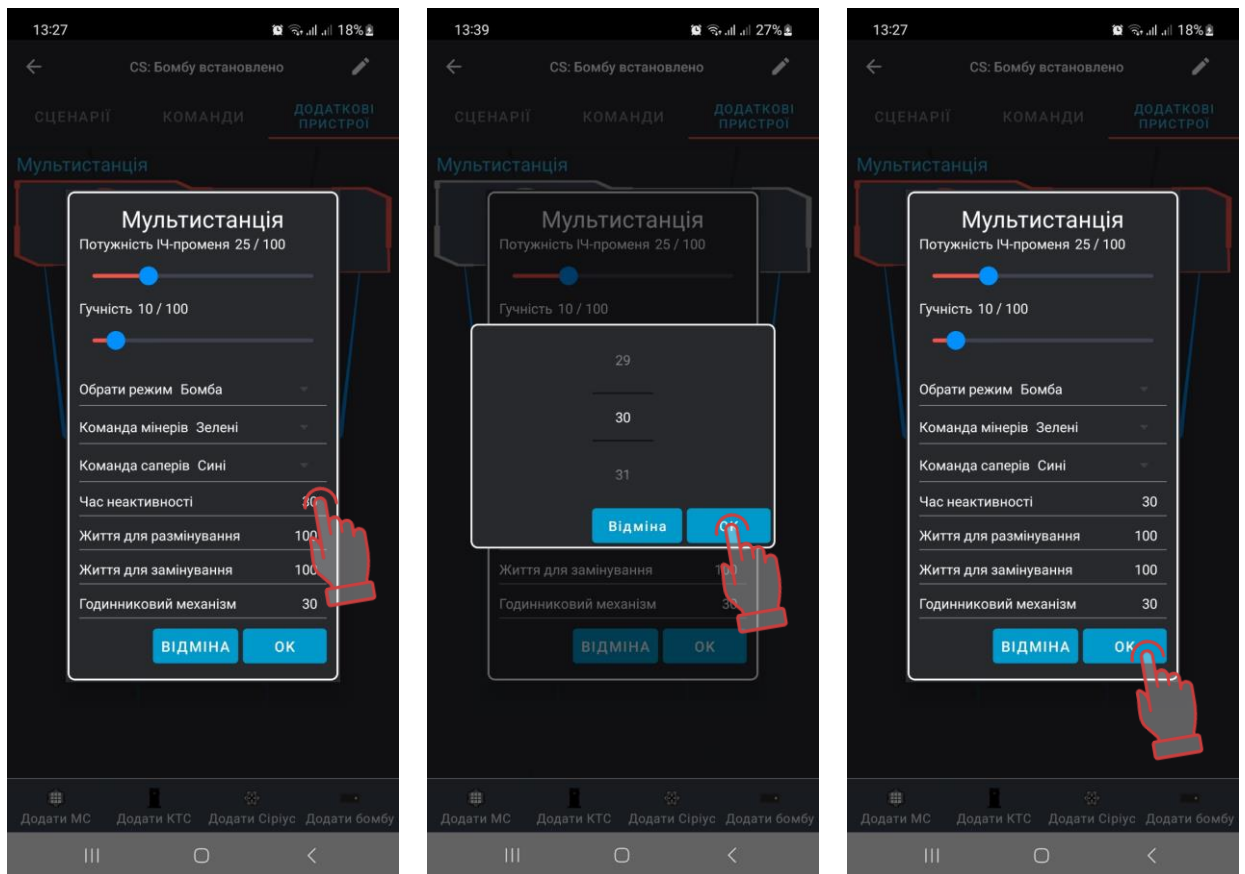 13:27
18%
CS: Бомбу встановлено
СЦЕНАРІЇ КОМАНДИ ДОДАТКОВІ
ПРИСТРОЇ
Мультистанція
Мультистанція
Потужність ІЧ-променя 25 / 100
Гучність 10 / 100
Обрати режим Бомба
Команда мінерів Зелені
Команда саперів Сині
Час неактивності 30
Життя для размінування 100
Життя для замінування 100
Годинниковий механізм 30
ВІДМІНА OK
Додати МС Додати КТС Додати Сіріус Додати бомбу
13:39
27%
CS: Бомбу встановлено
СЦЕНАРІЇ КОМАНДИ ДОДАТКОВІ
ПРИСТРОЇ
Мультистанція
Мультистанція
Потужність ІЧ-променя 25 / 100
Гучність 10 / 100
29
30
31
Відміна OK
Життя для замінування 100
Годинниковий механізм 30
ВІДМІНА OK
Додати МС Додати КТС Додати Сіріус Додати бомбу
13:27
18%
CS: Бомбу встановлено
СЦЕНАРІЇ КОМАНДИ ДОДАТКОВІ
ПРИСТРОЇ
Мультистанція
Мультистанція
Потужність ІЧ-променя 25 / 100
Гучність 10 / 100
Обрати режим Бомба
Команда мінерів Зелені
Команда саперів Сині
Час неактивності 30
Життя для размінування 100
Життя для замінування 100
Годинниковий механізм 30
ВІДМІНА OK
Додати МС Додати КТС Додати Сіріус Додати бомбу